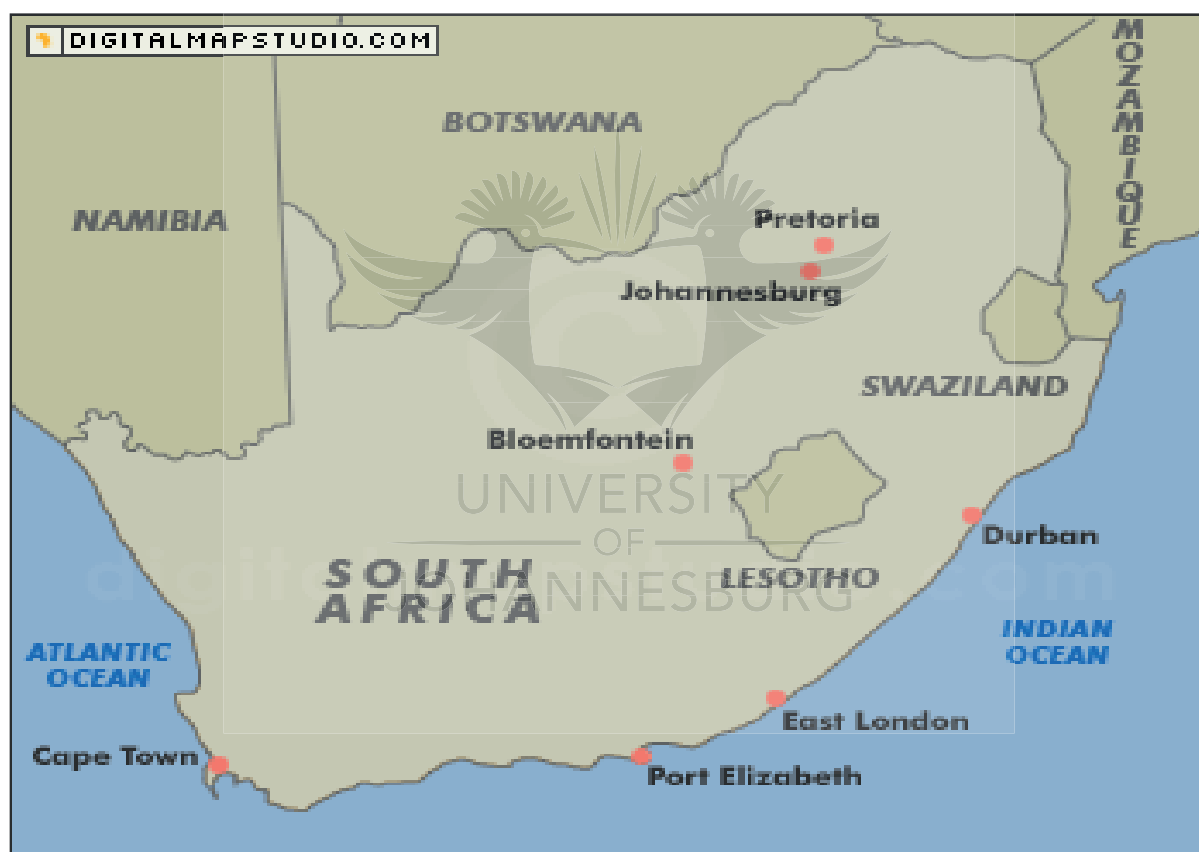 DIGITALMAPSTUDIO.COM
MOZAMBIQUE
BOTSWANA
NAMIBIA
Pretoria
Johannesburg
SWAZILAND
Bloemfontein
UNIVERSITY
OF
JOHANNESBURG
Durban
SOUTH
AFRICA
LESOTHO
INDIAN
OCEAN
ATLANTIC
OCEAN
East London
Cape Town
Port Elizabeth